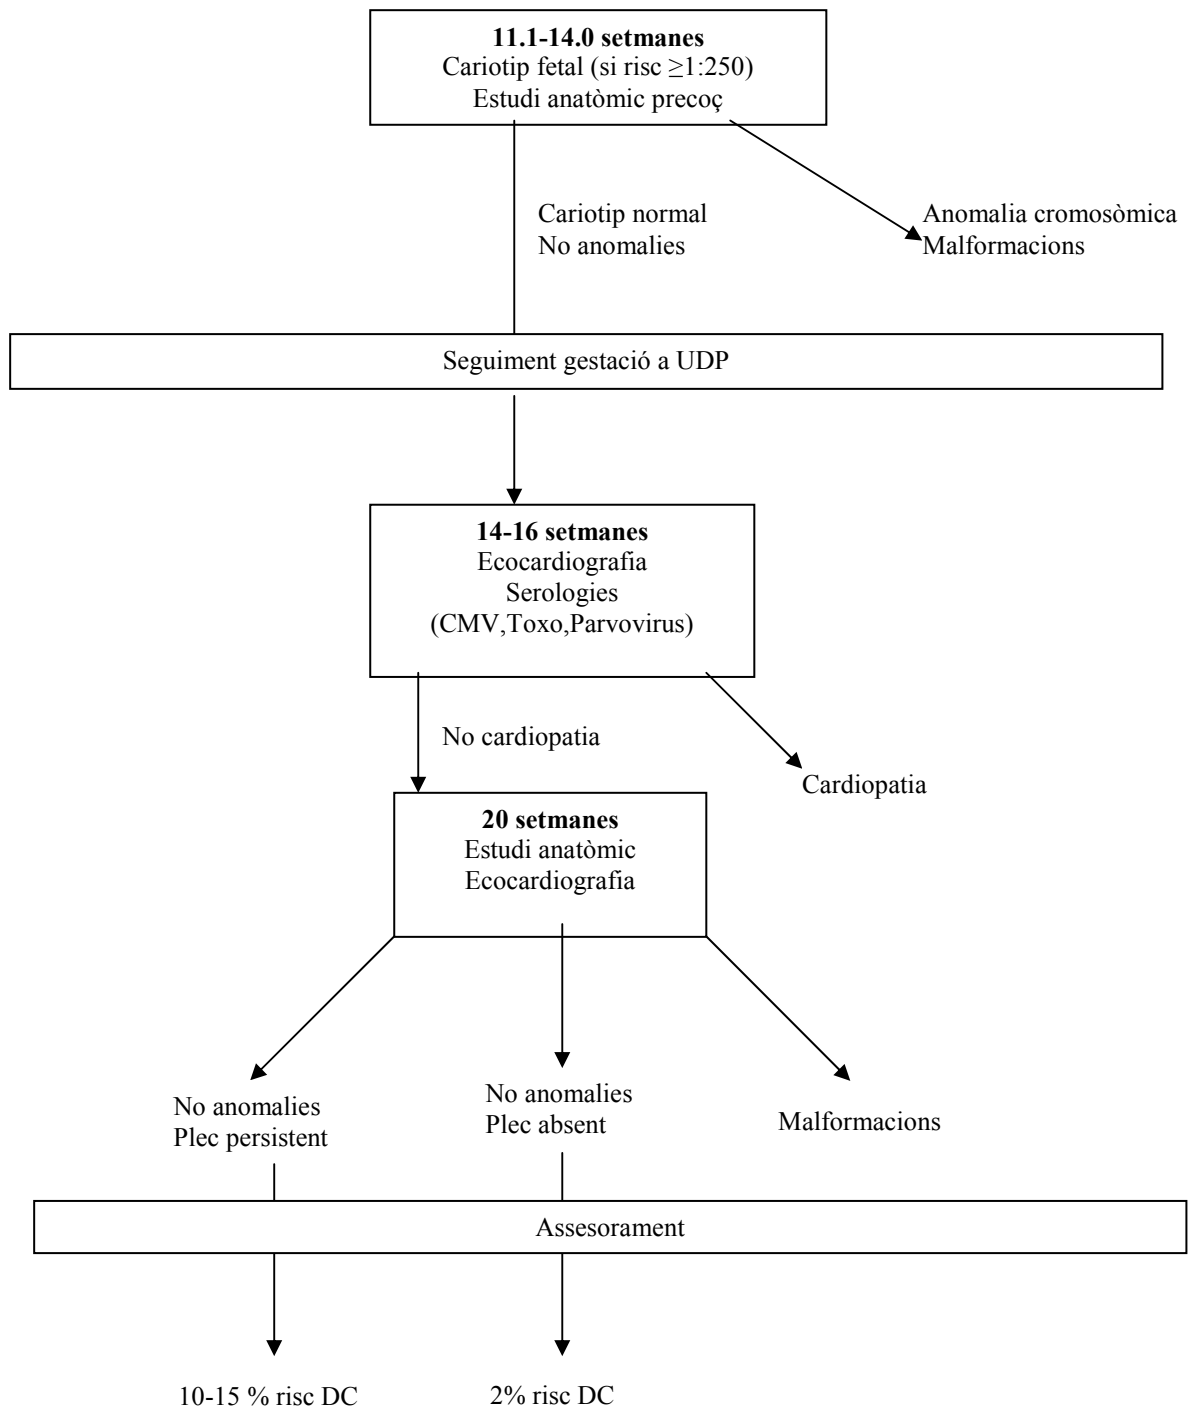 11.1-14.0 setmanes
Cariotip fetal (si risc ≥1:250)
Estudi anatòmic precoç
Cariotip normal
No anomalies
Anomalia cromosòmica
Malformacions
Seguiment gestació a UDP
14-16 setmanes
Ecocardiografia
Serologies
(CMV,Toxo,Parvovirus)
No cardiopatia
Cardiopatia
20 setmanes
Estudi anatòmic
Ecocardiografia
No anomalies
Plec persistent
No anomalies
Plec absent
Malformacions
Assesorament
10-15 % risc DC
2% risc DC